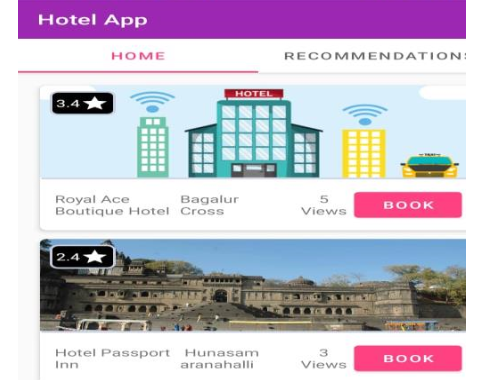 Hotel App
HOME RECOMMENDATIONS
3.4
HOTEL
TAXI
Royal Ace Bagalur 5
Boutique Hotel Cross Views
BOOK
2.4
Hotel Passport Hunasam 3
Inn aranahalli Views
BOOK